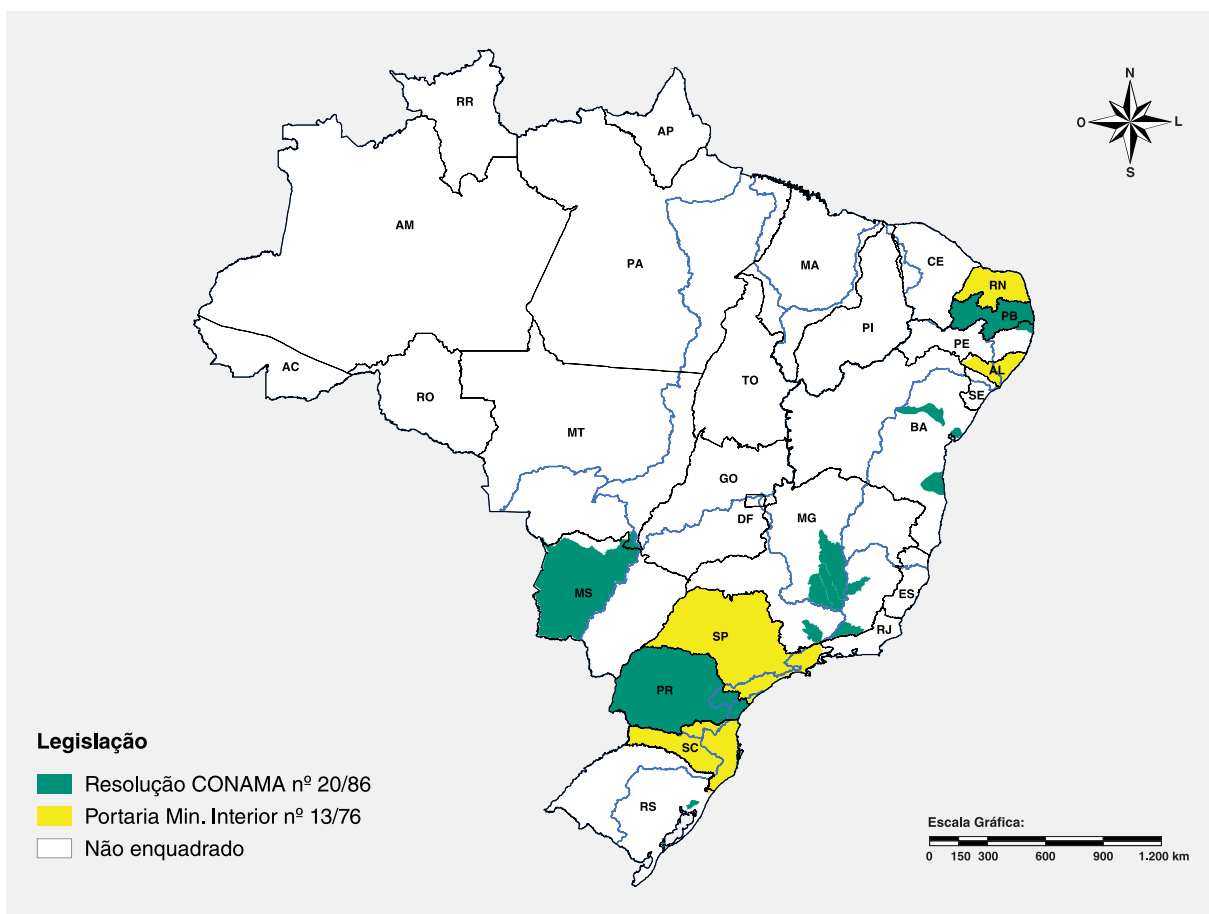 RR
AP
N
O
L
S
AM
PA
MA
CE
RN
PB
PI
PE
AL
AC
RO
TO
SE
BA
MT
GO
DF
MG
MS
ES
SP
RJ
PR
SC
RS
Legislação
Resolução CONAMA nº 20/86
Portaria Min. Interior nº 13/76
Não enquadrado
Escala Gráfica:
0 150 300 600 900 1.200 km